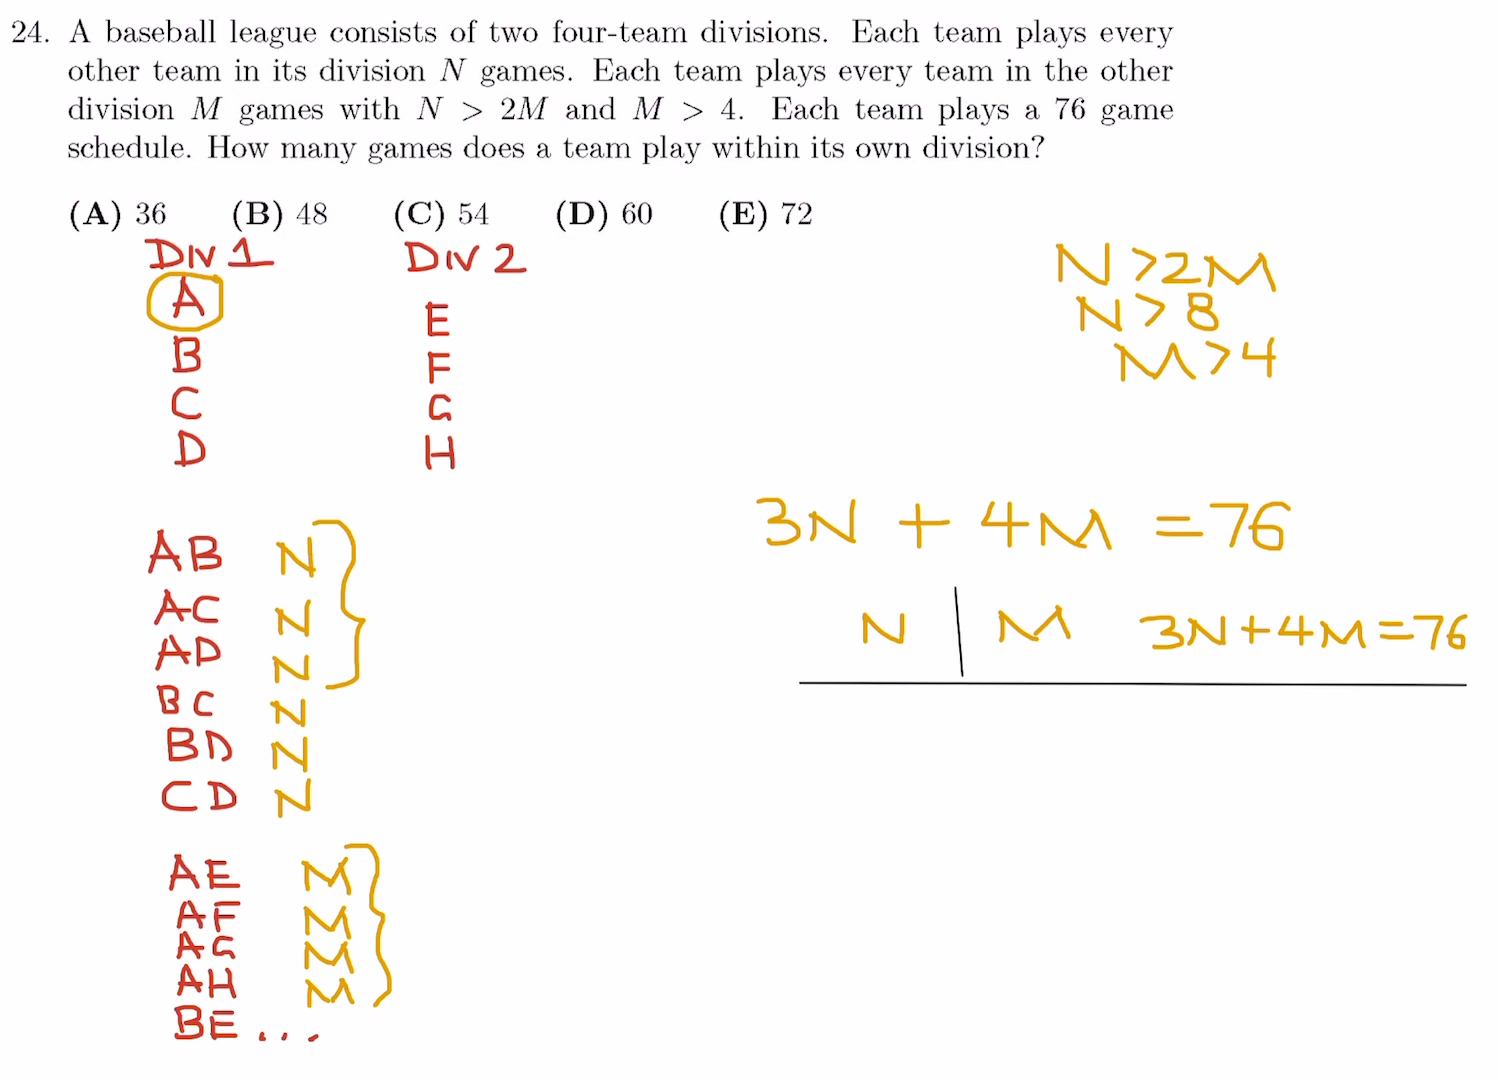 24. A baseball league consists of two four-team divisions. Each team plays every
other team in its division N games. Each team plays every team in the other
division M games with N > 2M and M > 4. Each team plays a 76 game
schedule. How many games does a team play within its own division?
(A) 36 (B) 48 (C) 54 (D) 60 (E) 72
DIV 1 DIV 2
A
B
C
D
E
F
G
H
N >2M
N > 8
M >4
3N + 4M = 76
N | M 3N+4M=76
AB N
AC N
AD N
BC N
BD N
CD N
AE M
AF M
AG M
AH M
BE ...